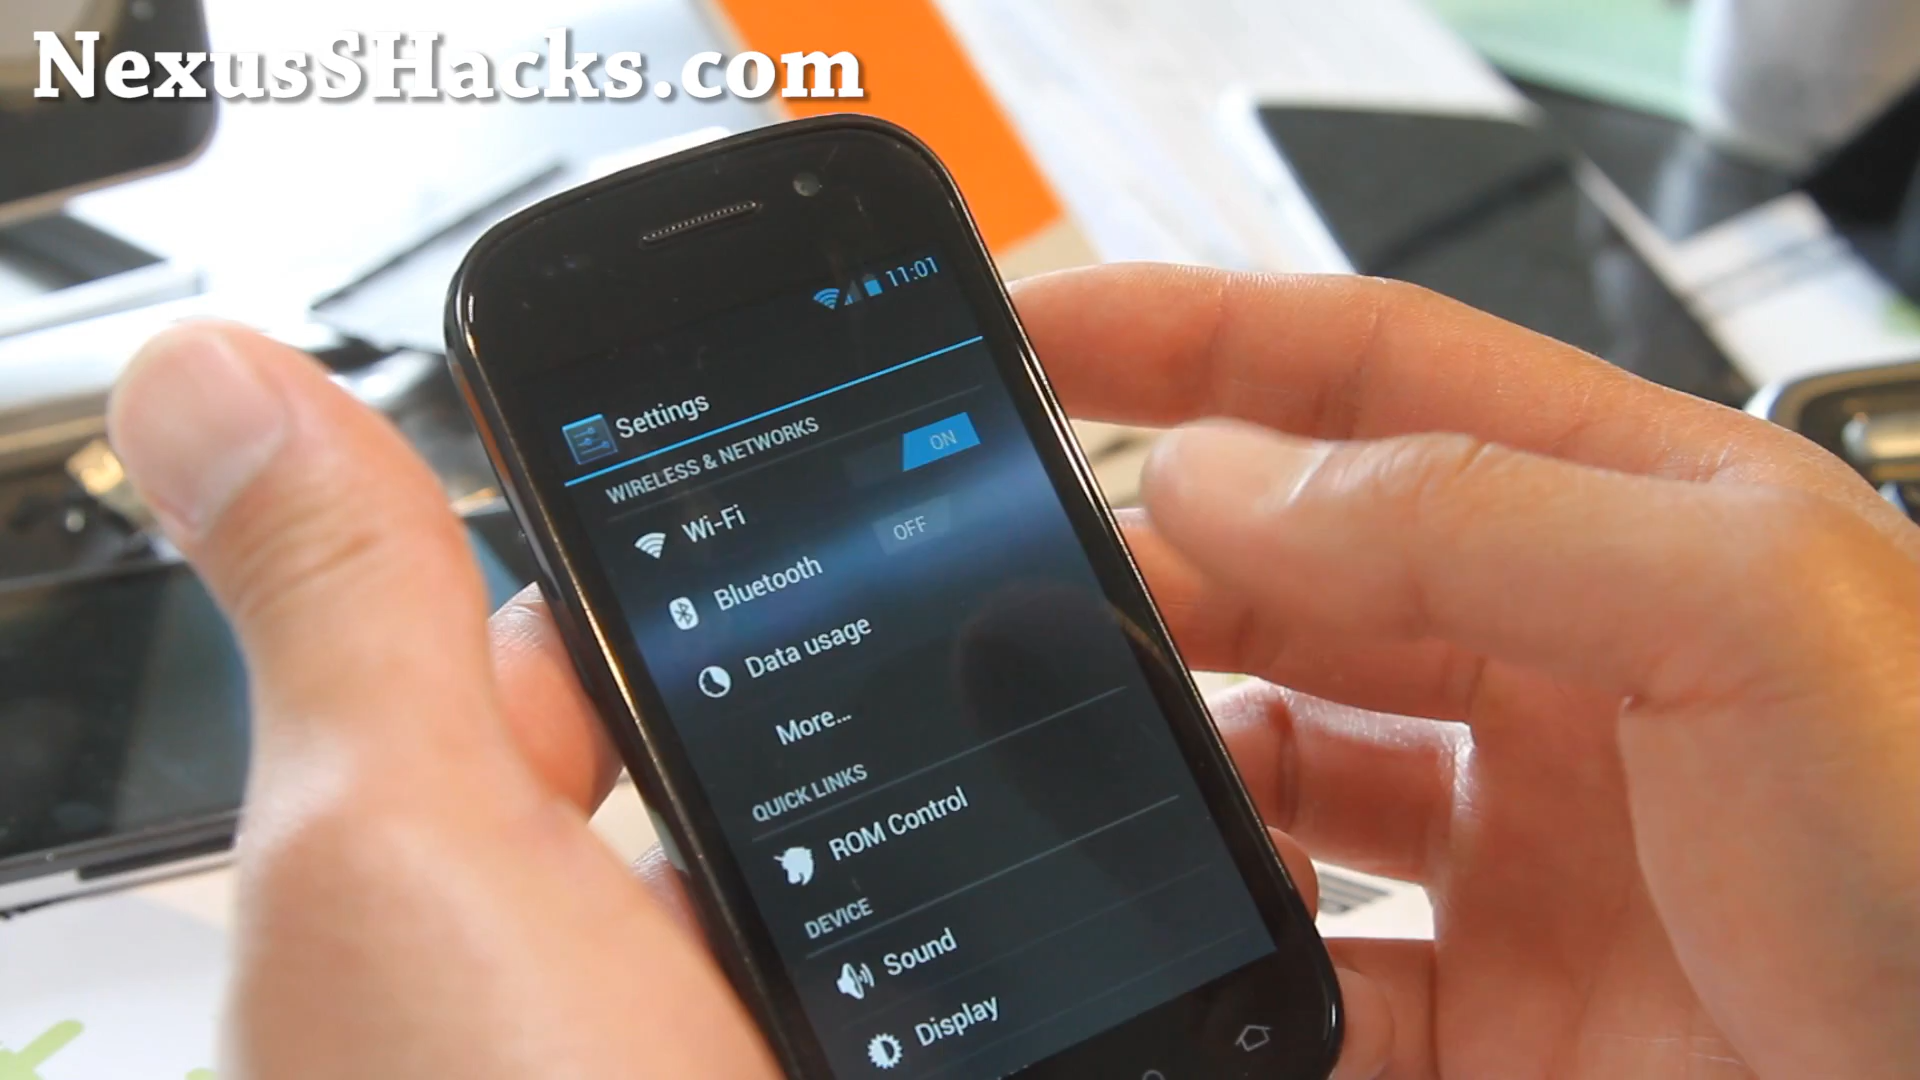 NexusSHacks.com
11:01
Settings
WIRELESS & NETWORKS
Wi-Fi ON
Bluetooth OFF
Data usage
More...
QUICK LINKS
ROM Control
DEVICE
Sound
Display